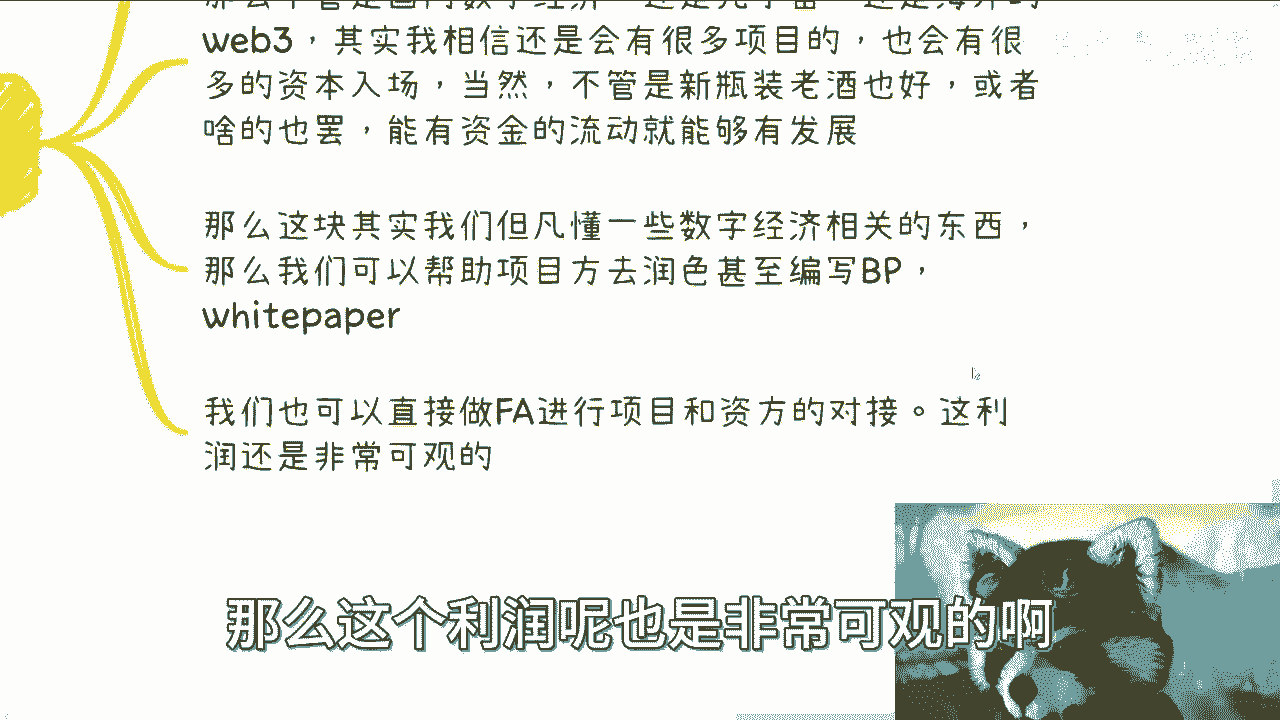 web3，其实我相信还是会有很多项目的，也会有很
多的资本入场，当然，不管是新瓶装老酒也好，或者
啥的也罢，能有资金的流动就能够有发展
那么这块其实我们但凡懂一些数字经济相关的东西，
那么我们可以帮助项目方去润色甚至编写BP，
whitepaper
我们也可以直接做FA进行项目和资方的对接。这利
润还是非常可观的
那么这个利润呢也是非常可观的啊